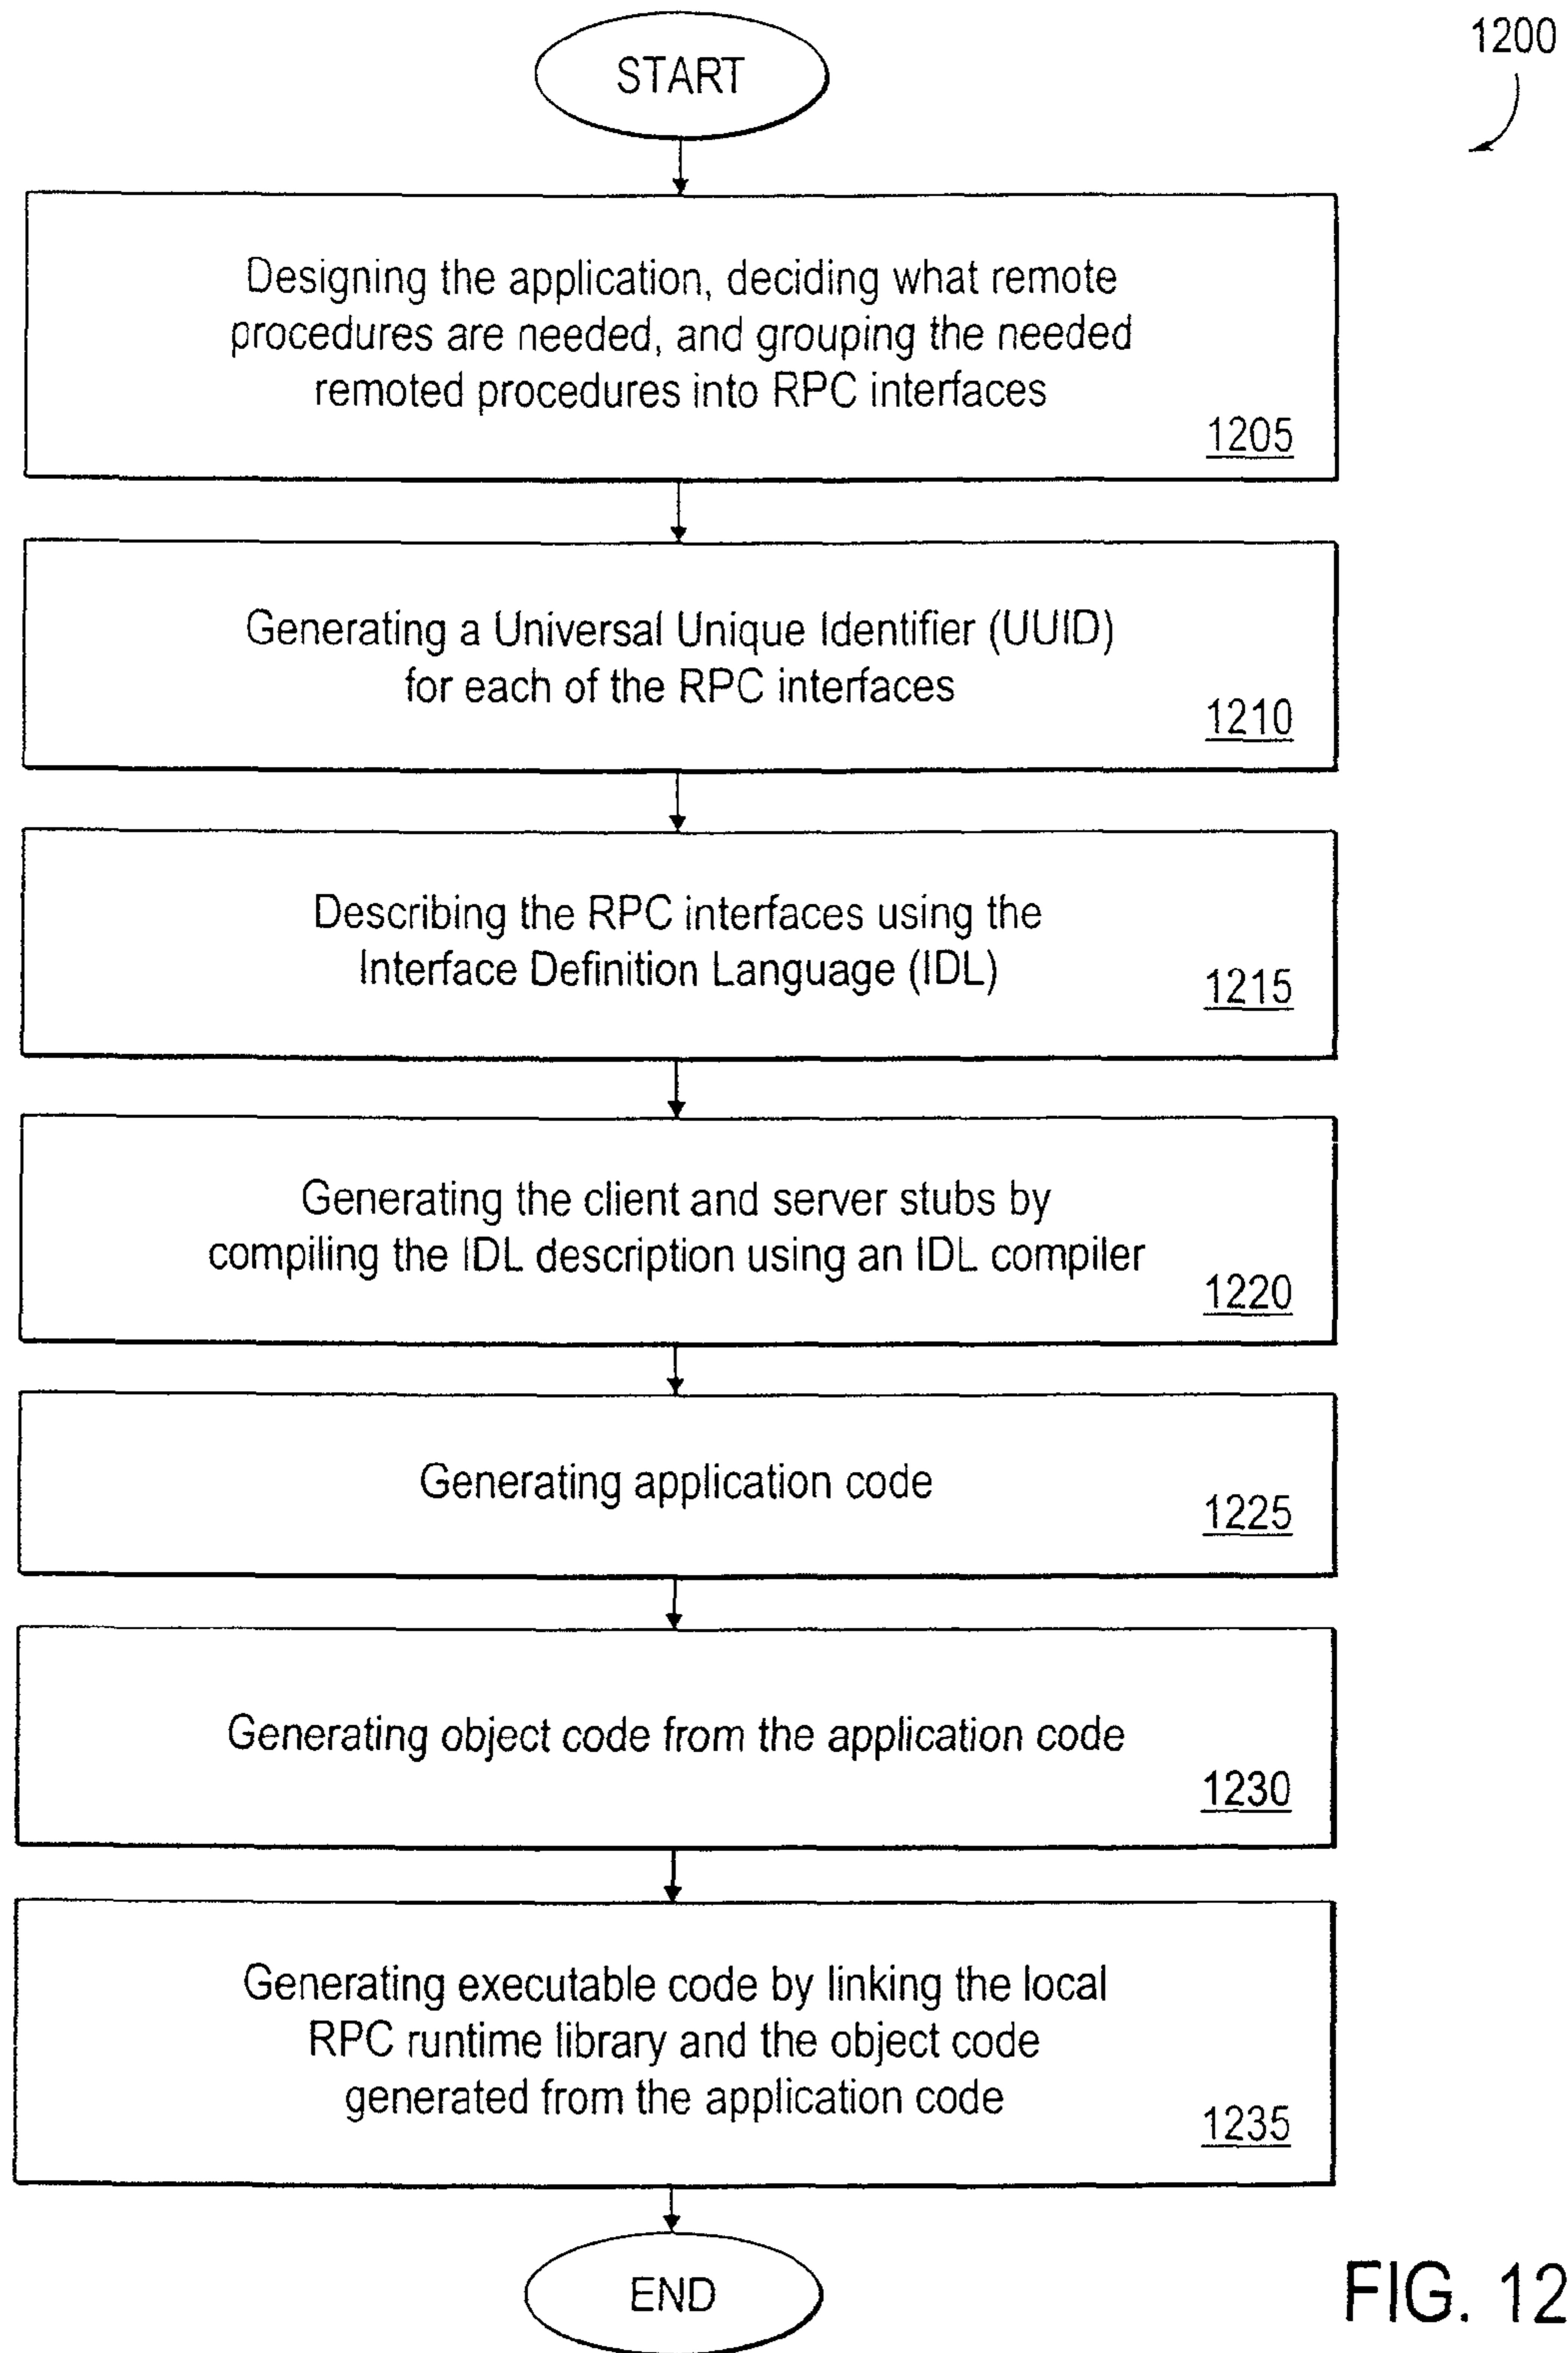 1200
START
Designing the application, deciding what remote
procedures are needed, and grouping the needed
remoted procedures into RPC interfaces
1205
Generating a Universal Unique Identifier (UUID)
for each of the RPC interfaces
1210
Describing the RPC interfaces using the
Interface Definition Language (IDL)
1215
Generating the client and server stubs by
compiling the IDL description using an IDL compiler
1220
Generating application code
1225
Generating object code from the application code
1230
Generating executable code by linking the local
RPC runtime library and the object code
generated from the application code
1235
END
FIG. 12